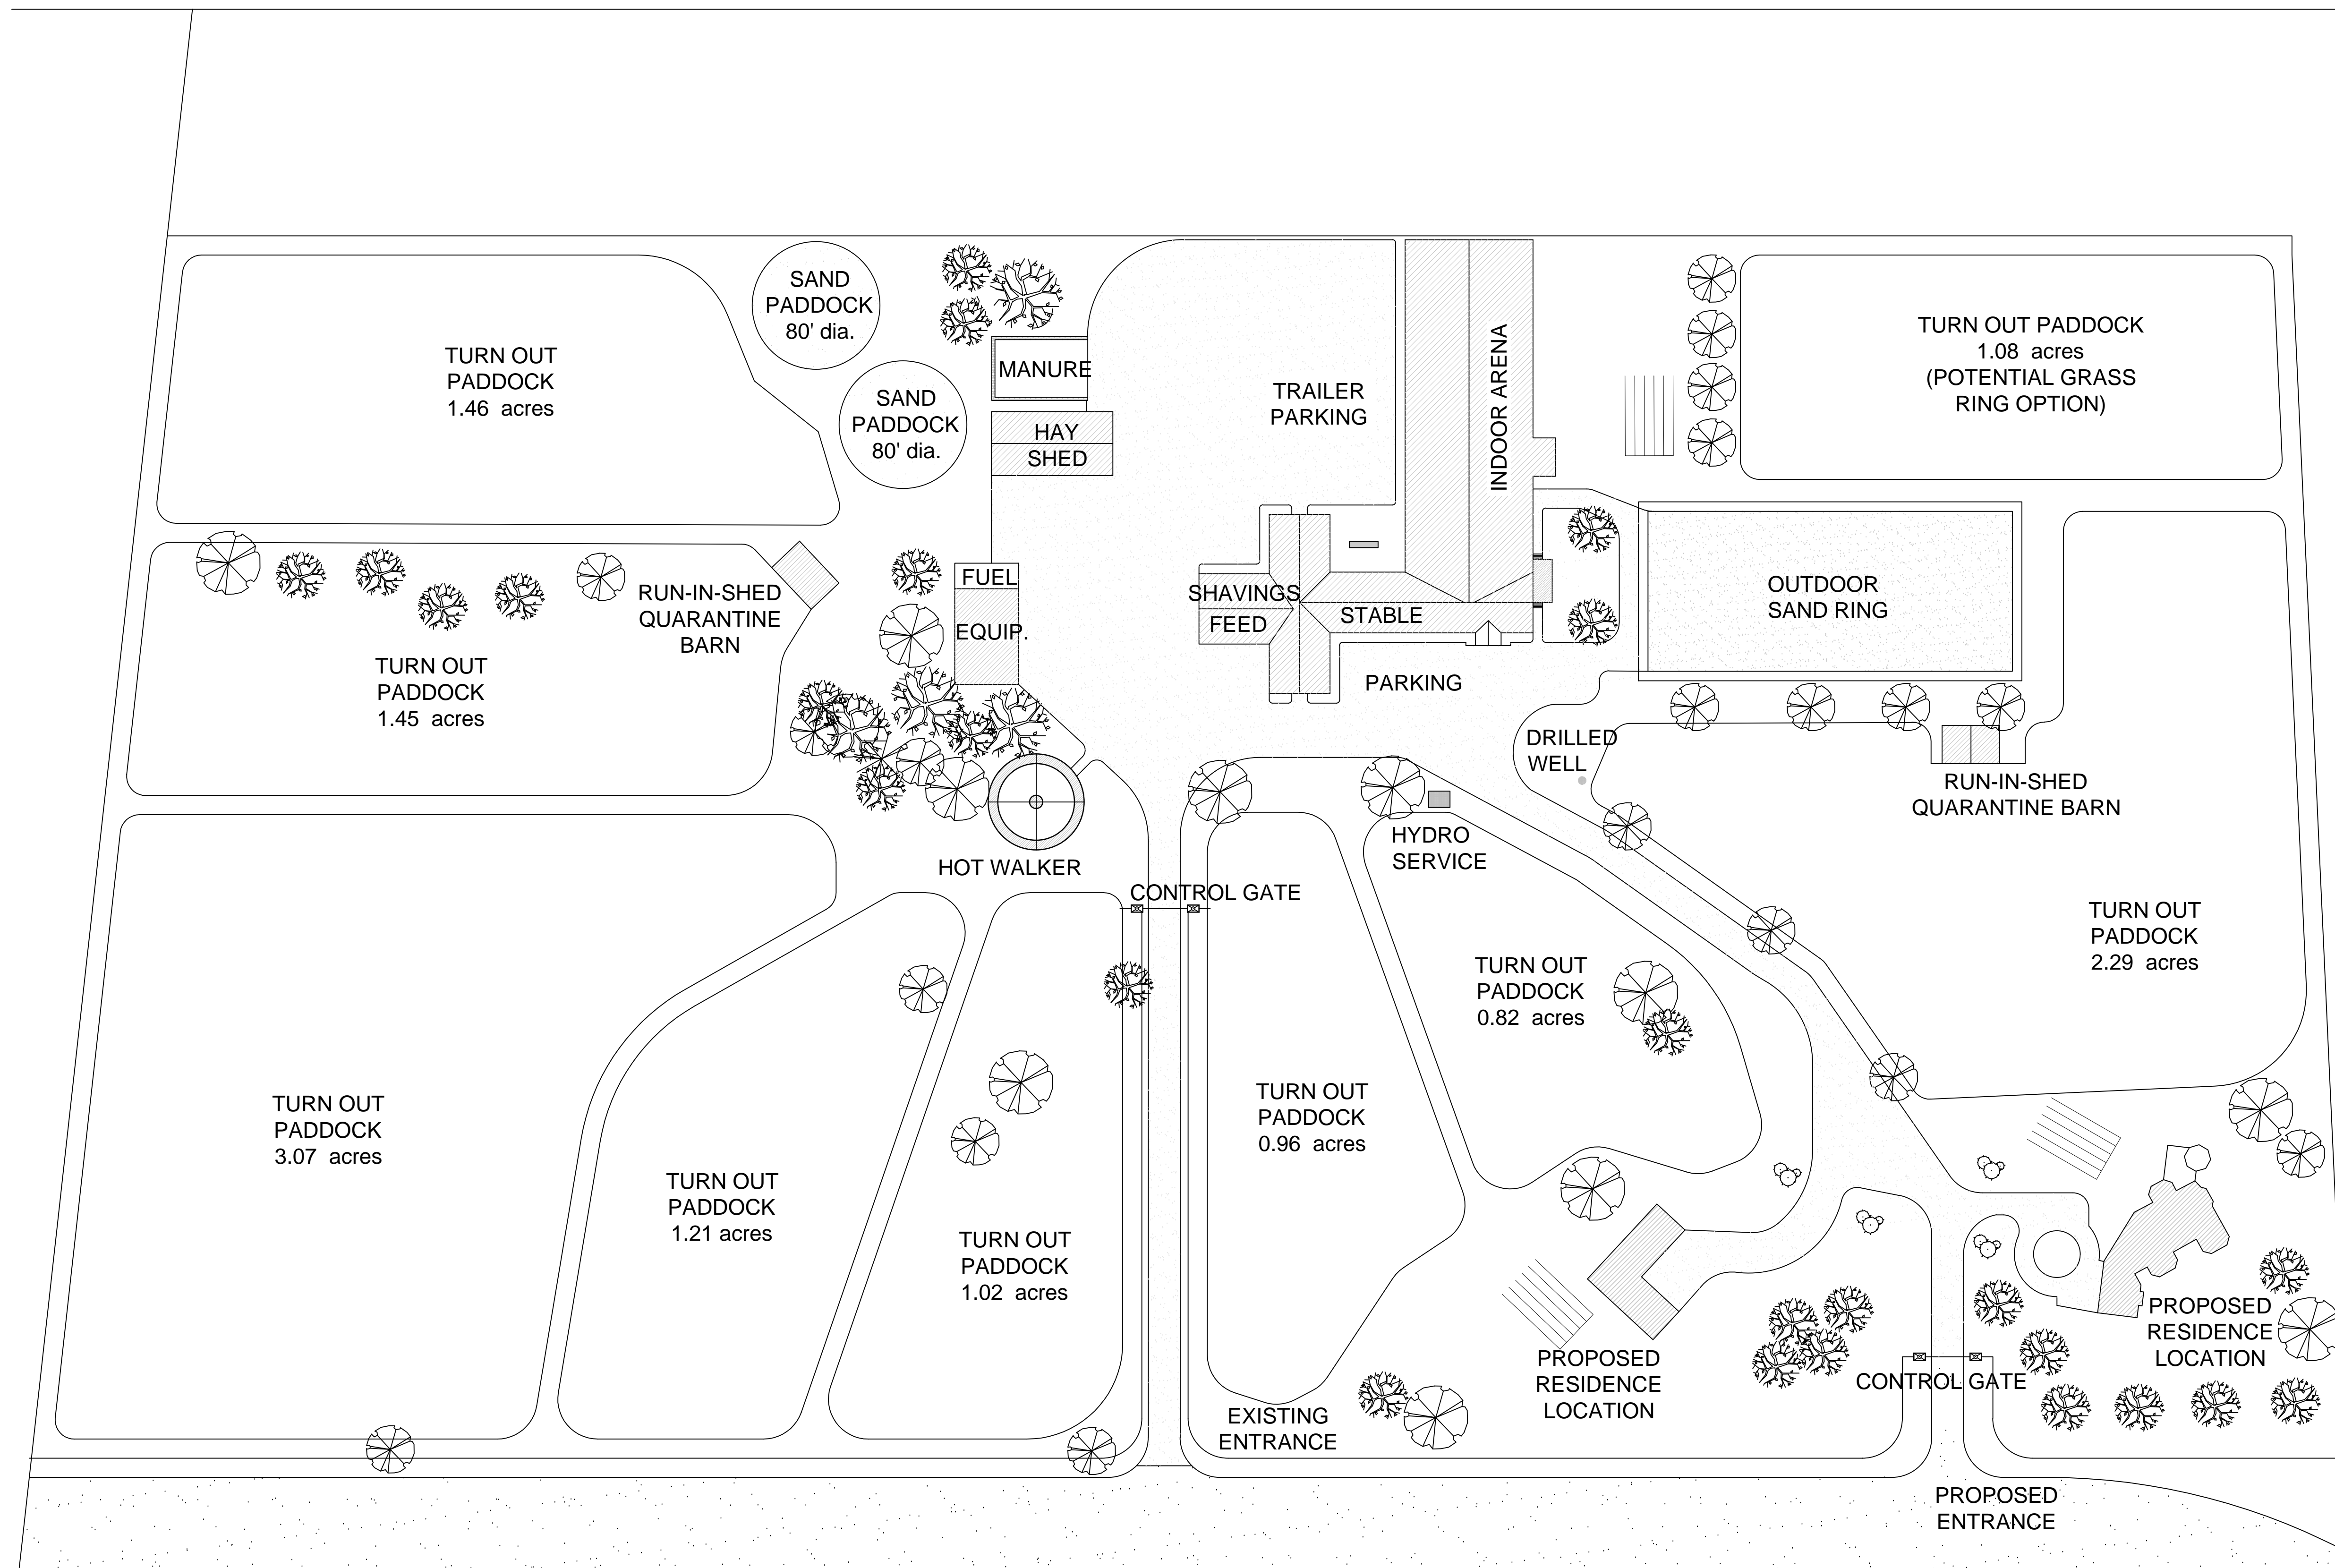 SAND
PADDOCK
80' dia.
TURN OUT
PADDOCK
1.46  acres
SAND
PADDOCK
80' dia.
MANURE
HAY
SHED
TRAILER
PARKING
INDOOR ARENA
TURN OUT PADDOCK
1.08  acres
(POTENTIAL GRASS
RING OPTION)
RUN-IN-SHED
QUARANTINE
BARN
FUEL
EQUIP.
SHAVINGS
FEED
STABLE
OUTDOOR
SAND RING
TURN OUT
PADDOCK
1.45  acres
PARKING
DRILLED
WELL
RUN-IN-SHED
QUARANTINE BARN
HOT WALKER
HYDRO
SERVICE
CONTROL GATE
TURN OUT
PADDOCK
2.29  acres
TURN OUT
PADDOCK
0.82  acres
TURN OUT
PADDOCK
3.07  acres
TURN OUT
PADDOCK
0.96  acres
TURN OUT
PADDOCK
1.21 acres
TURN OUT
PADDOCK
1.02  acres
PROPOSED
RESIDENCE
LOCATION
PROPOSED
RESIDENCE
LOCATION
CONTROL GATE
EXISTING
ENTRANCE
PROPOSED
ENTRANCE